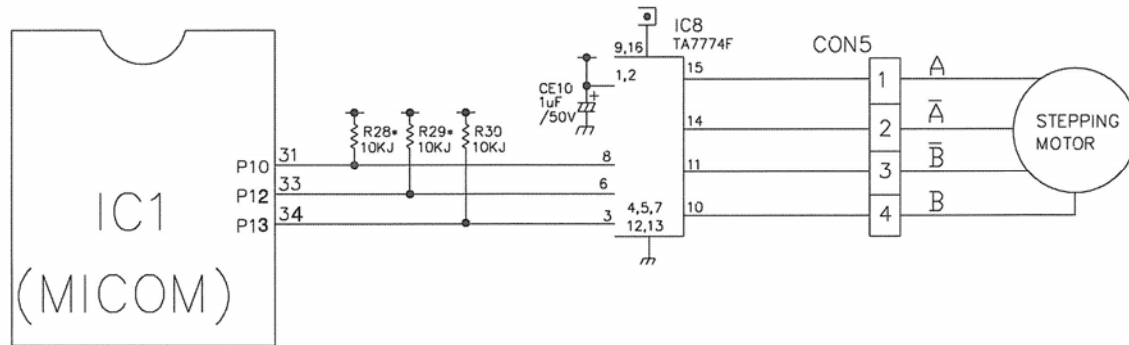 IC8
TA7774F
9,16
CON5
1,2
15
1
A
CE10
1uF
/50V
+
14
2
A̅
STEPPING
MOTOR
R28*
10KJ
R29*
10KJ
R30
10KJ
P10
31
8
11
3
B̅
P12
33
6
P13
34
3
4,5,7
12,13
10
4
B
IC1
(MICOM)